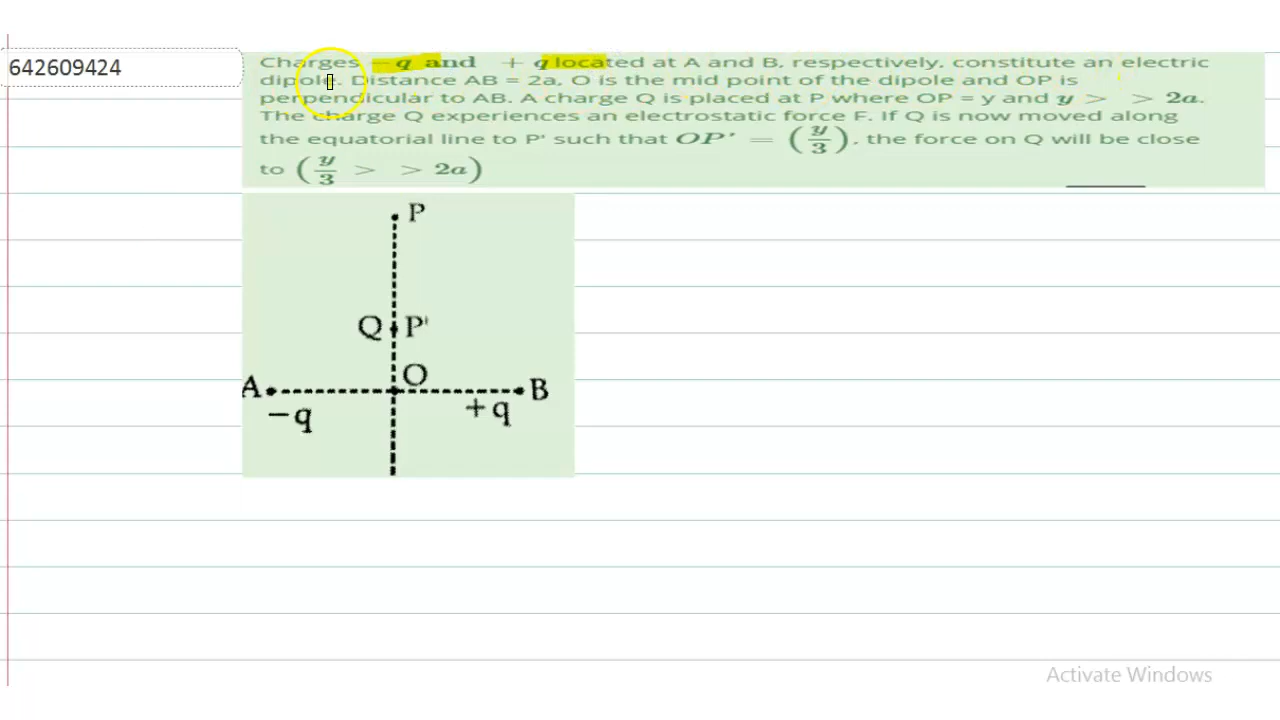 642609424
Charges −q and +q located at A and B, respectively, constitute an electric
dipole. Distance AB = 2a, O is the mid point of the dipole and OP is
perpendicular to AB. A charge Q is placed at P where OP = y and y > > 2a.
The charge Q experiences an electrostatic force F. If Q is now moved along
the equatorial line to P' such that OP' = (y/3), the force on Q will be close
to (y/3 > > 2a)
P
Q P'
O
A B
−q +q
Activate Windows